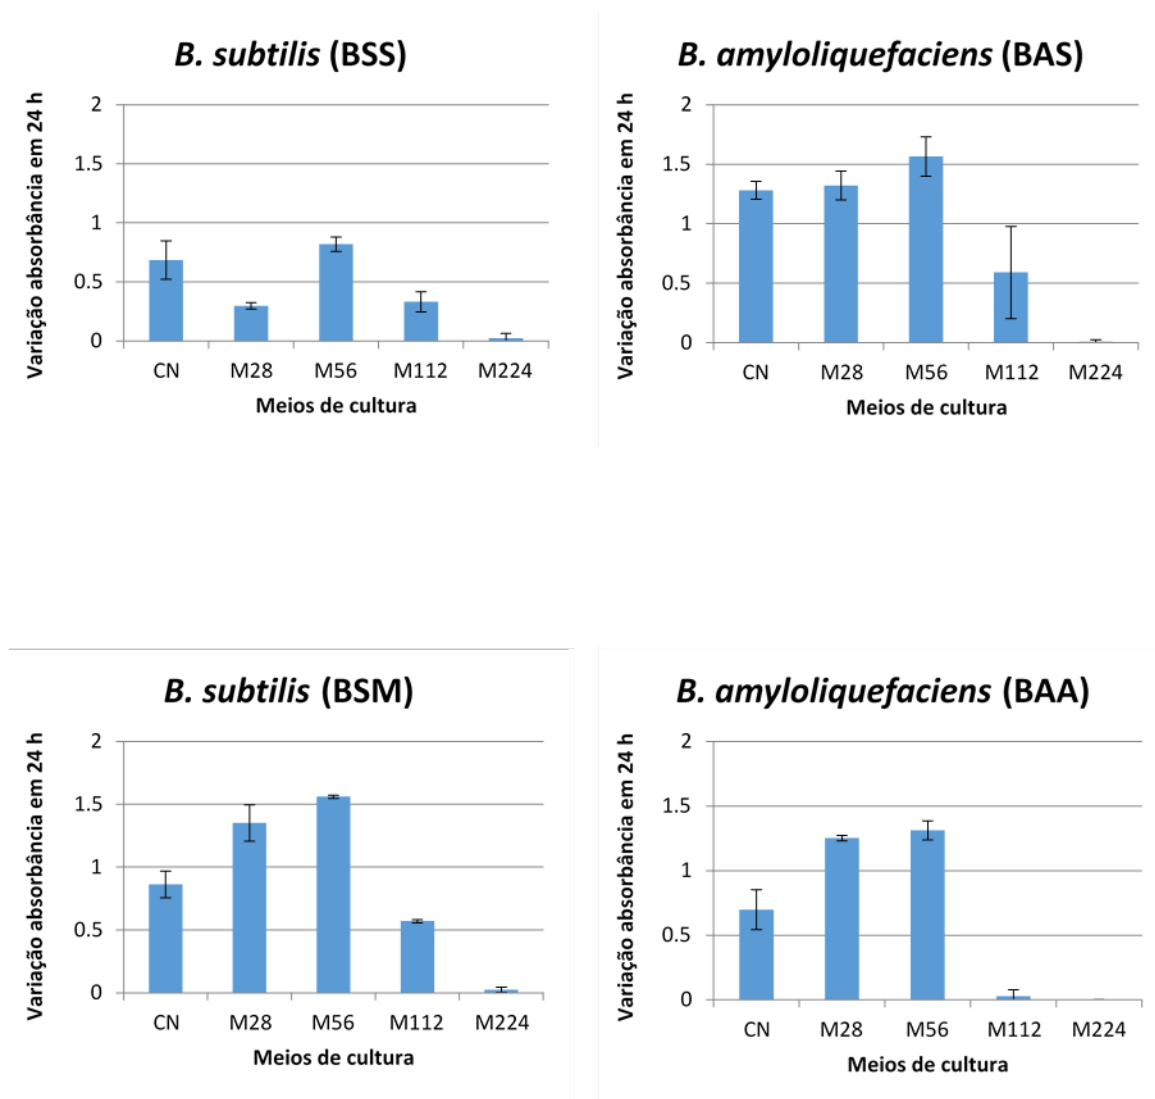 B. subtilis (BSS)
Variação absorbância em 24 h
2
1.5
1
0.5
0
CN M28 M56 M112 M224
Meios de cultura
B. amyloliquefaciens (BAS)
Variação absorbância em 24 h
2
1.5
1
0.5
0
CN M28 M56 M112 M224
Meios de cultura
B. subtilis (BSM)
Variação absorbância em 24 h
2
1.5
1
0.5
0
CN M28 M56 M112 M224
Meios de cultura
B. amyloliquefaciens (BAA)
Variação absorbância em 24 h
2
1.5
1
0.5
0
CN M28 M56 M112 M224
Meios de cultura